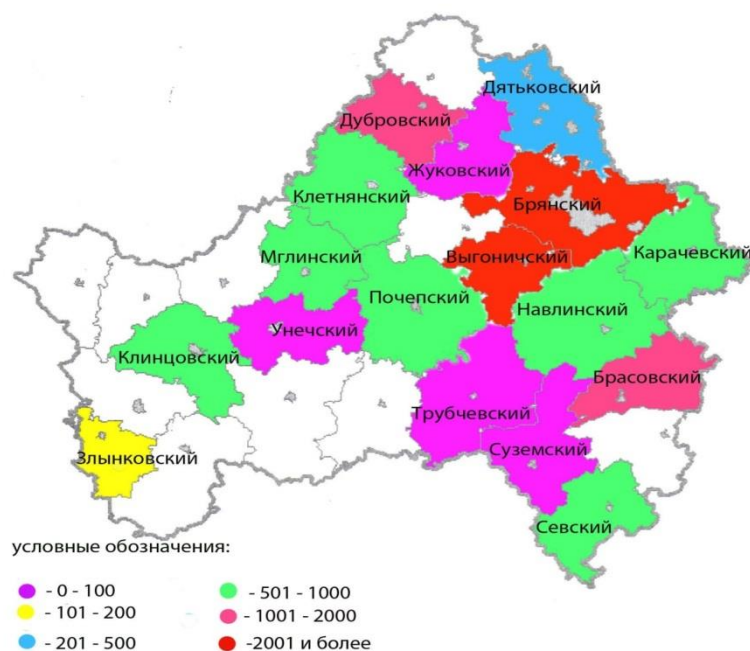 Дятьковский
Дубровский
Жуковский
Клетнянский
Брянский
Мглинский
Выгоничский
Карачевский
Почепский
Навлинский
Унечский
Клинцовский
Брасовский
Трубчевский
Злынковский
Суземский
Севский
условные обозначения:
- 0 - 100
- 101 - 200
- 201 - 500
- 501 - 1000
- 1001 - 2000
-2001 и более